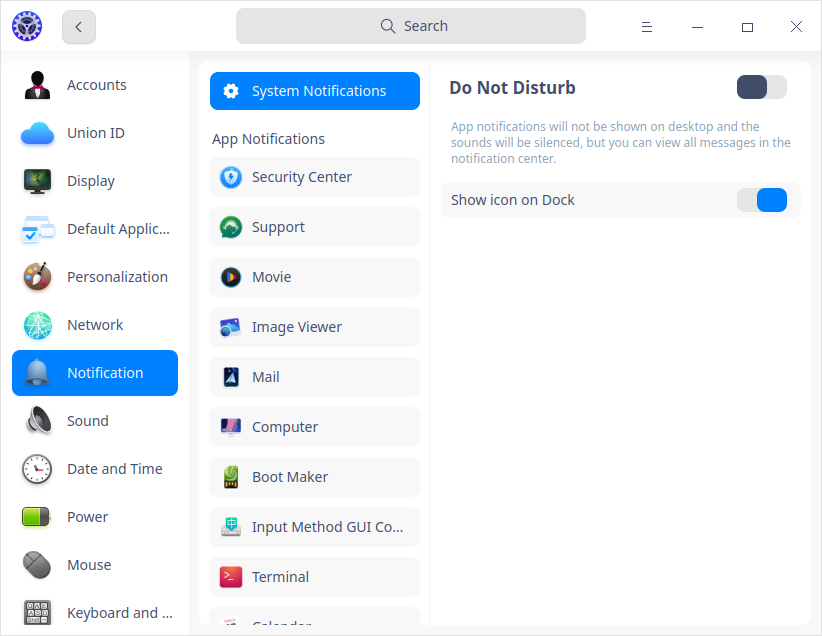 Search
Accounts
Union ID
Display
Default Applic...
Personalization
Network
Notification
Sound
Date and Time
Power
Mouse
Keyboard and ...
System Notifications
App Notifications
Security Center
Support
Movie
Image Viewer
Mail
Computer
Boot Maker
Input Method GUI Co...
Terminal
Calendar
Do Not Disturb
App notifications will not be shown on desktop and the
sounds will be silenced, but you can view all messages in the
notification center.
Show icon on Dock